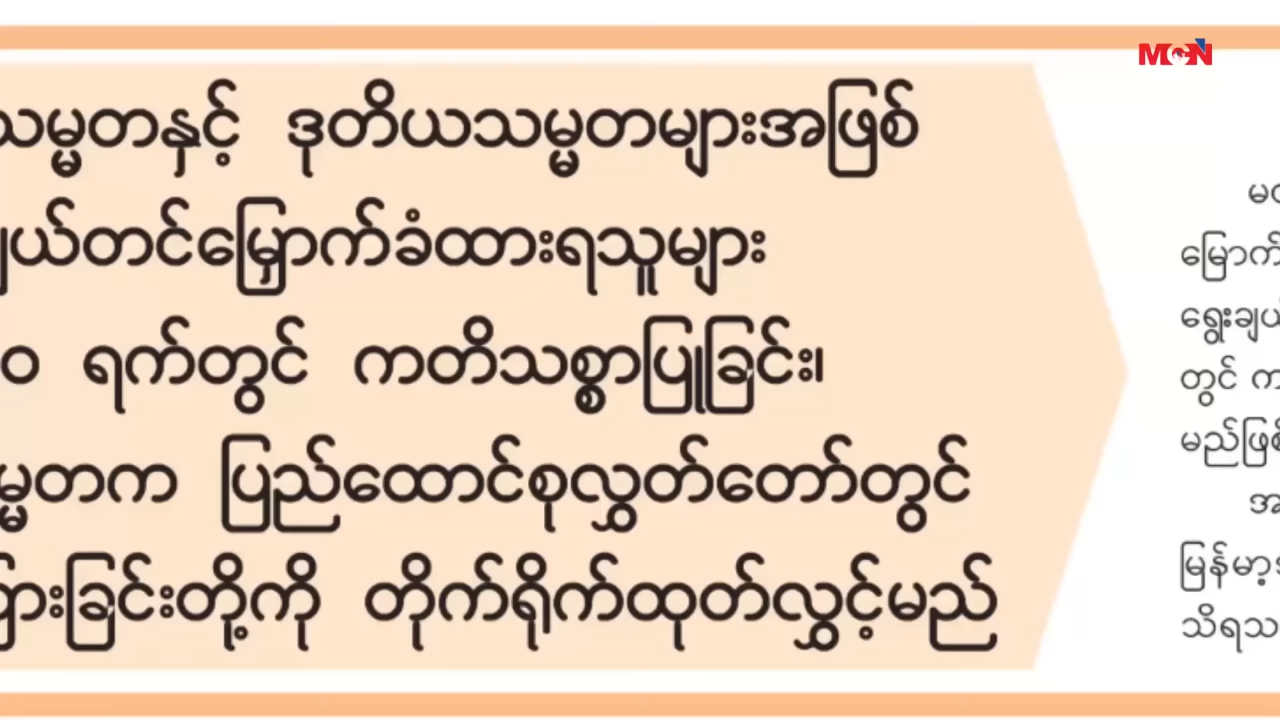 MCN
သမ္မတနှင့် ဒုတိယသမ္မတများအဖြစ်
ချယ်တင်မြှောက်ခံထားရသူများ
၀ ရက်တွင် ကတိသစ္စာပြုခြင်း၊
မ္မတက ပြည်ထောင်စုလွှတ်တော်တွင်
ကြားခြင်းတို့ကို တိုက်ရိုက်ထုတ်လွှင့်မည်
မြောက်
ရွေးချယ်
တွင် က
မည်ဖြစ်
အ
မြန်မာ့အ
သိရသ